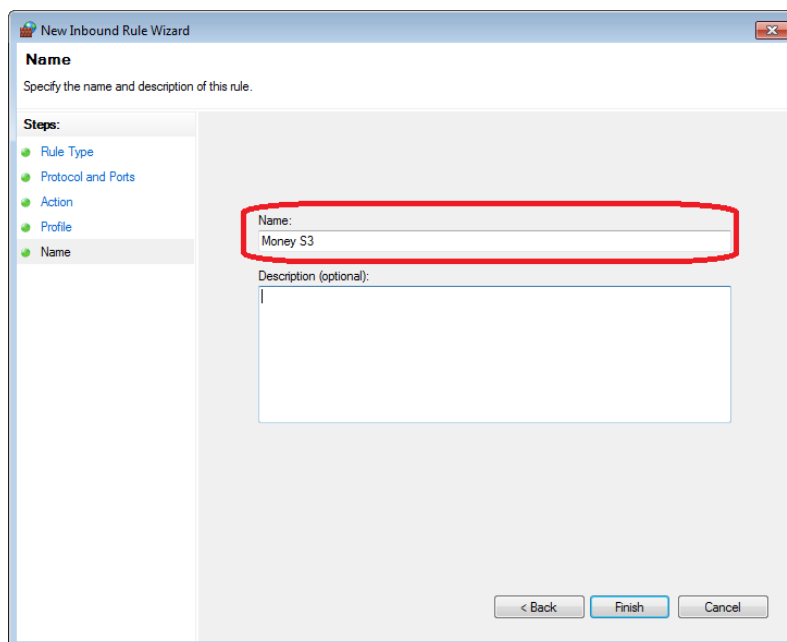 New Inbound Rule Wizard
Name
Specify the name and description of this rule.
Steps:
Rule Type
Protocol and Ports
Action
Profile
Name
Name:
Money S3
Description (optional):
< Back
Finish
Cancel